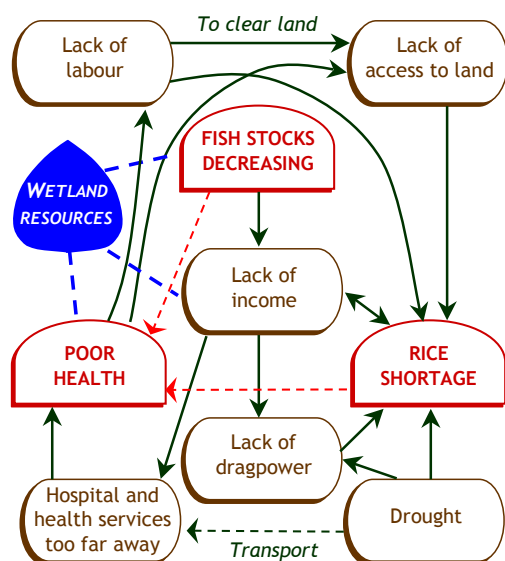 To clear land
Lack of
labour
Lack of
access to land
FISH STOCKS
DECREASING
WETLAND
RESOURCES
Lack of
income
POOR
HEALTH
RICE
SHORTAGE
Lack of
dragpower
Hospital and
health services
too far away
Drought
Transport